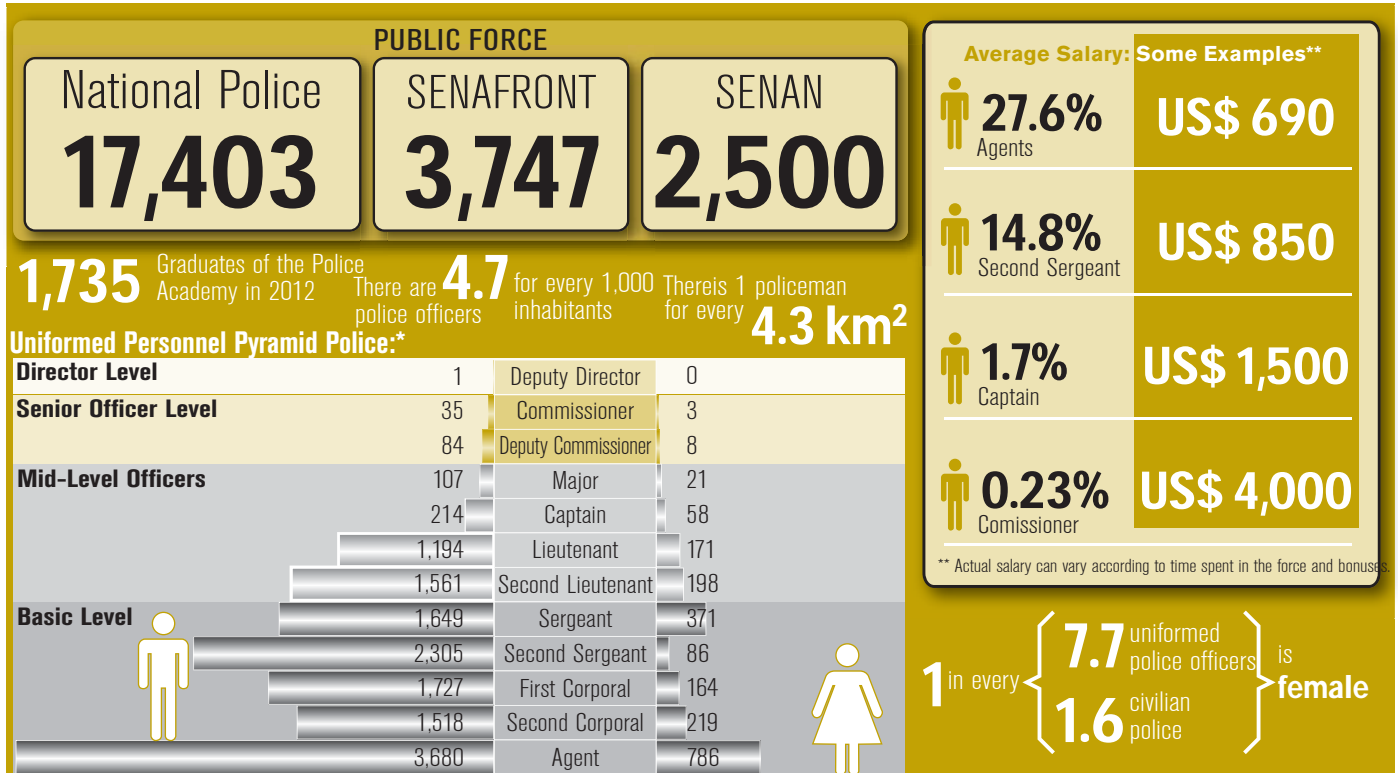 PUBLIC FORCE
National Police
17,403
SENAFRONT
3,747
SENAN
2,500
1,735 Graduates of the Police
Academy in 2012
There are 4.7 for every 1,000
police officers inhabitants
Thereis 1 policeman
for every 4.3 km²
Uniformed Personnel Pyramid Police:*
Director Level 1 Deputy Director 0
Senior Officer Level 35 Commissioner 3
84 Deputy Commissioner 8
Mid-Level Officers 107 Major 21
214 Captain 58
1,194 Lieutenant 171
1,561 Second Lieutenant 198
Basic Level 1,649 Sergeant 371
2,305 Second Sergeant 86
1,727 First Corporal 164
1,518 Second Corporal 219
3,680 Agent 786
Average Salary: Some Examples**
27.6% US$ 690
Agents
14.8% US$ 850
Second Sergeant
1.7% US$ 1,500
Captain
0.23% US$ 4,000
Comissioner
** Actual salary can vary according to time spent in the force and bonuses.
1 in every
7.7 uniformed
police officers
1.6 civilian
police
is
female